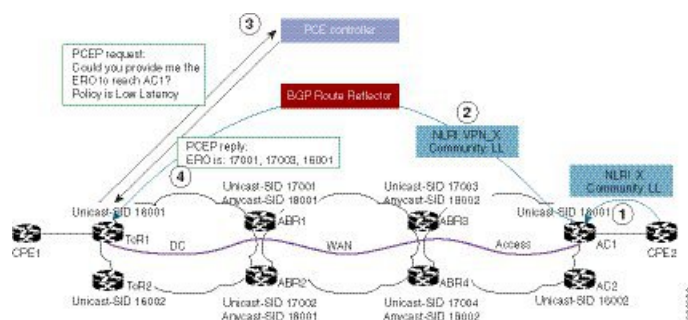 3
PCE controller
PCEP request:
Could you provide me the
ERO to reach AC1?
Policy is Low Latency
BGP Route Reflector
2
NLRI VPN_X
Community LL
PCEP reply:
ERO is: 17001, 17003, 16001
4
NLRI X
Community LL
Unicast-SID 17001
Anycast-SID 18001
Unicast-SID 17003
Anycast-SID 18002
Unicast-SID 16001
Unicast-SID 16001
1
ABR1
ABR3
CPE1
ToR1
DC
WAN
Access
AC1
CPE2
ToR2
ABR2
ABR4
AC2
Unicast-SID 16002
Unicast-SID 17002
Anycast-SID 18001
Unicast-SID 17004
Anycast-SID 18002
Unicast-SID 16002